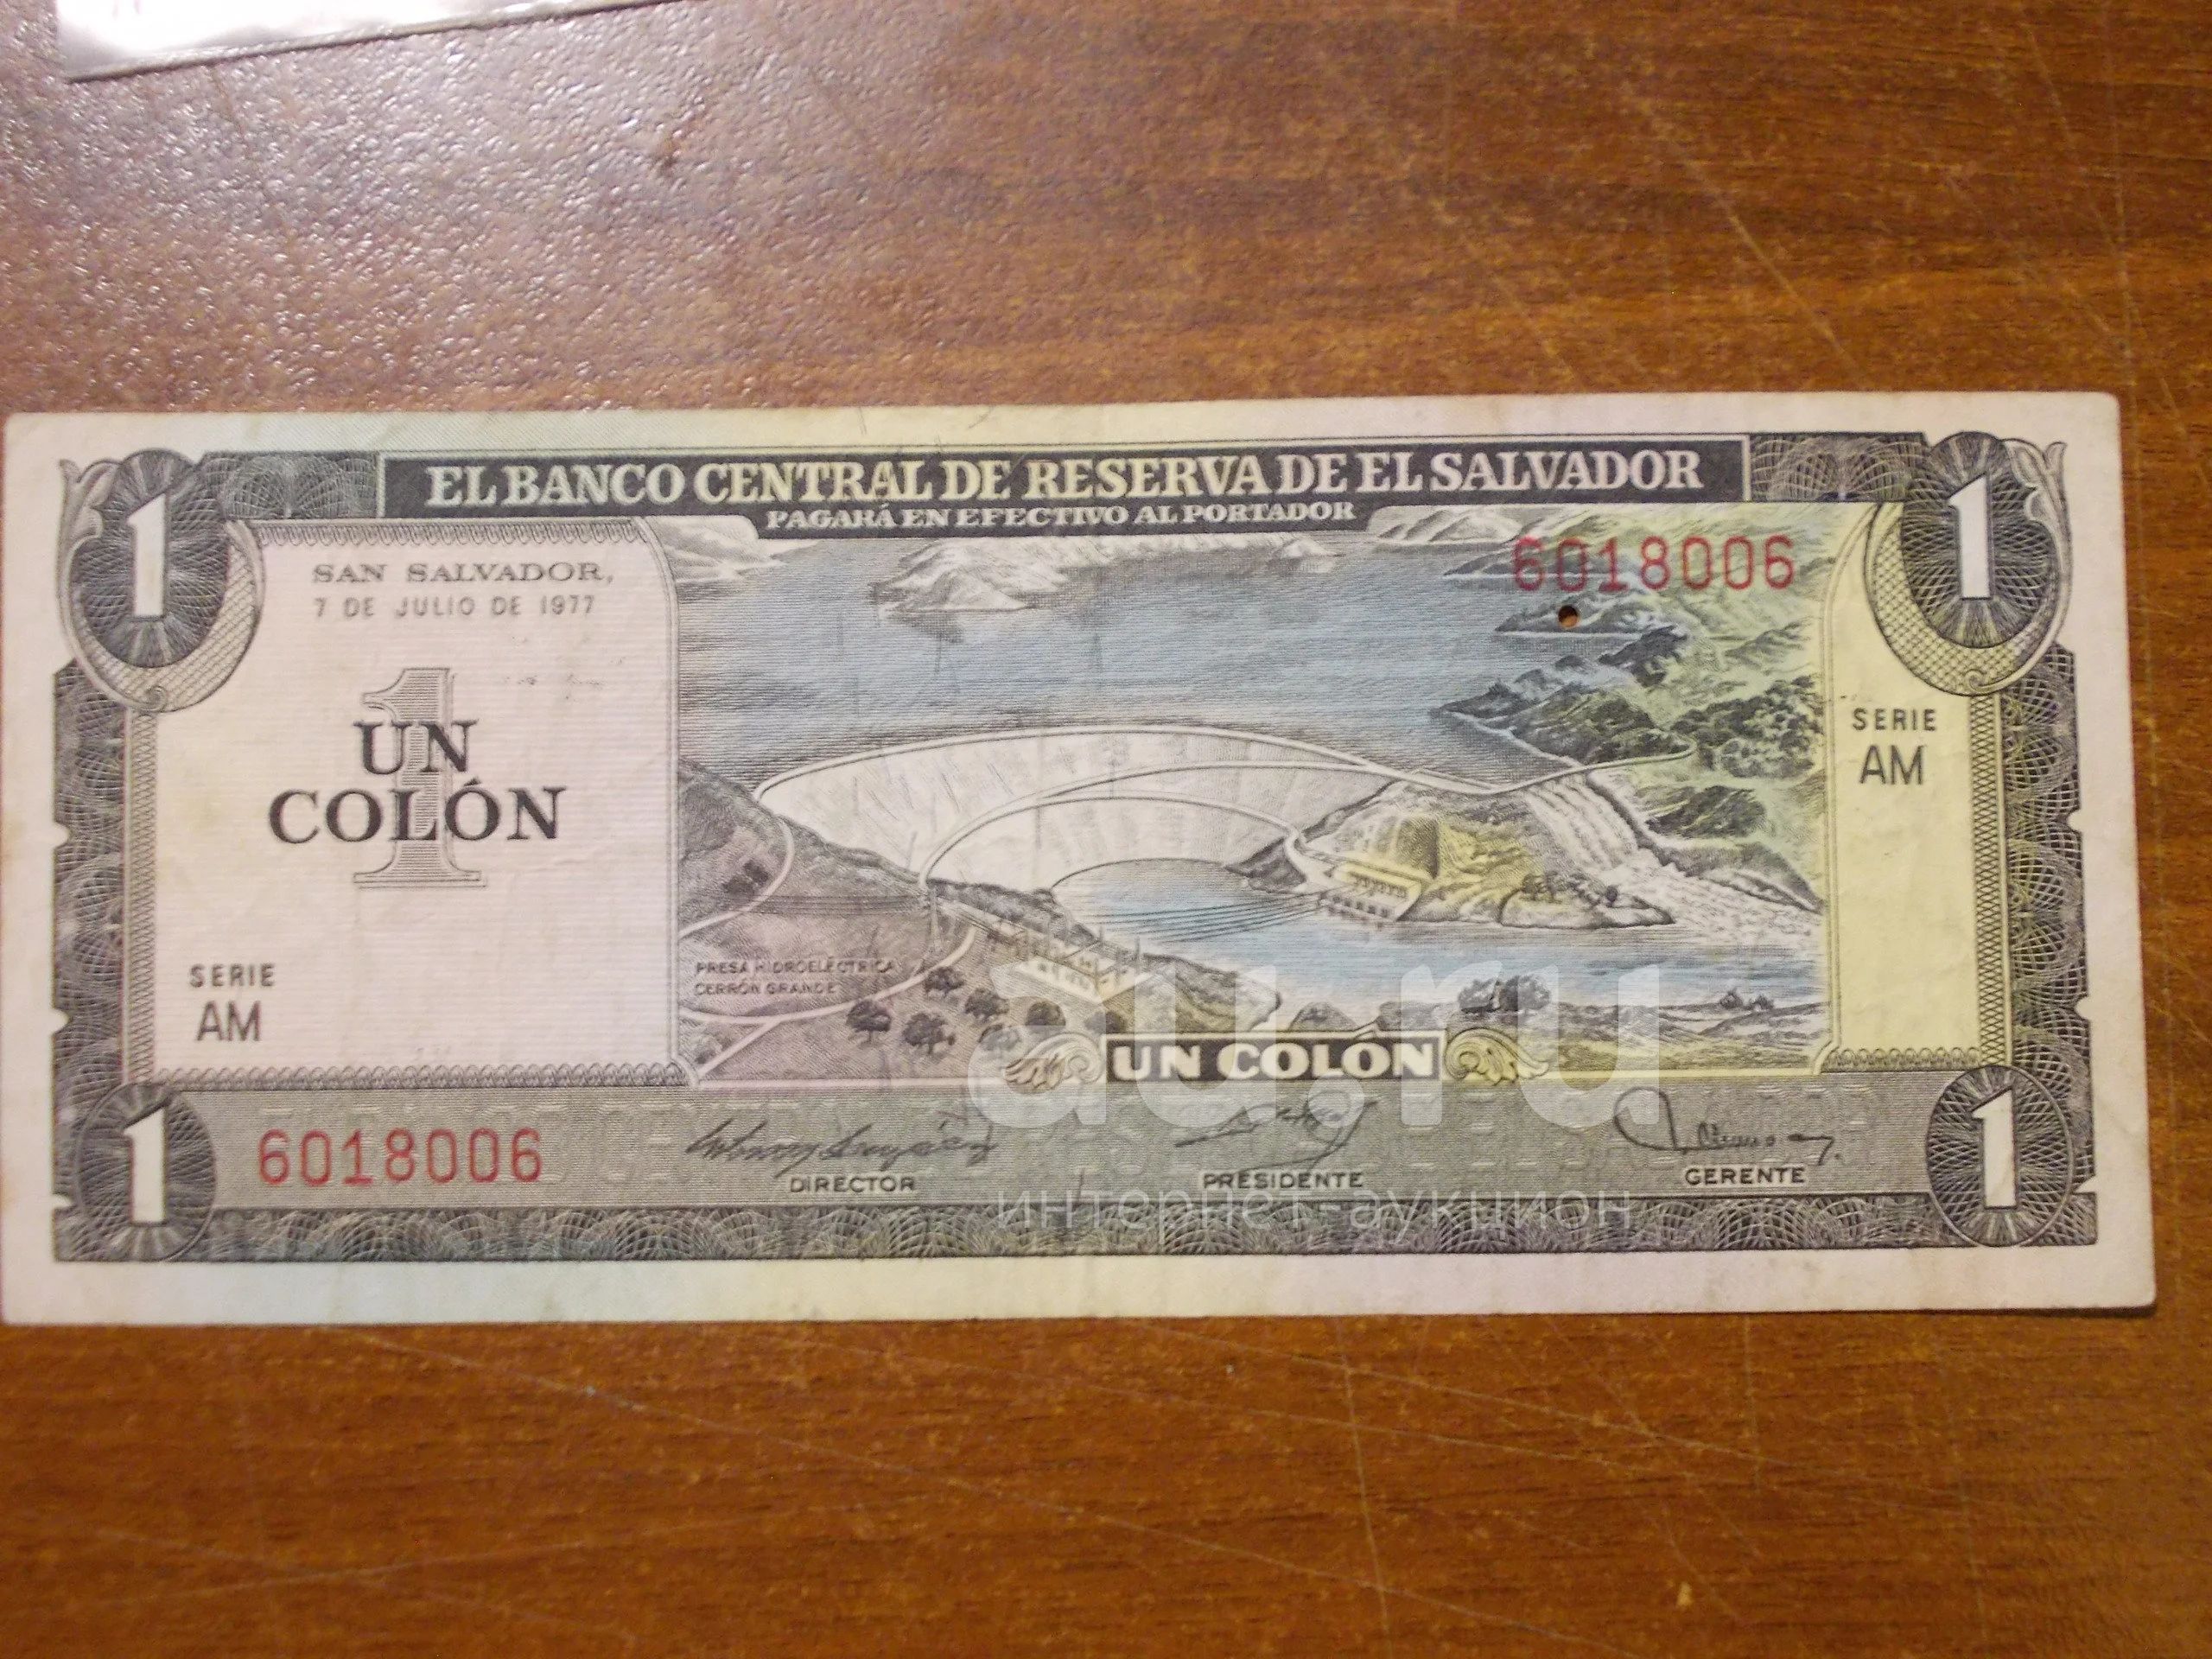 EL BANCO CENTRAL DE RESERVA DE EL SALVADOR
PAGARÁ EN EFECTIVO AL PORTADOR
1
1
SAN SALVADOR,
7 DE JULIO DE 1977
6018006
1
UN
COLÓN
SERIE
AM
SERIE
AM
PRESA HIDROELÉCTRICA
CERRÓN GRANDE
au.ru
UN COLÓN
1
6018006
DIRECTOR
PRESIDENTE
GERENTE
1
интернет-аукцион